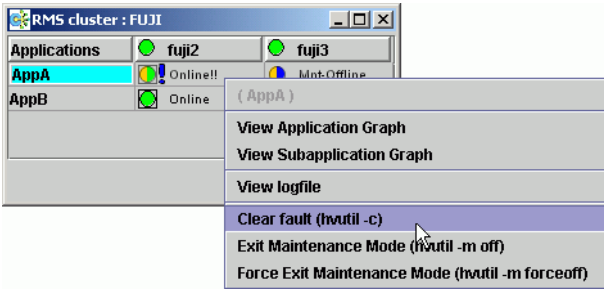 RMS cluster : FUJI
Applications fuji2 fuji3
AppA Online!! Mnt-Offline
AppB Online
( AppA )
View Application Graph
View Subapplication Graph
View logfile
Clear fault (hvutil -c)
Exit Maintenance Mode (hvutil -m off)
Force Exit Maintenance Mode (hvutil -m forceoff)